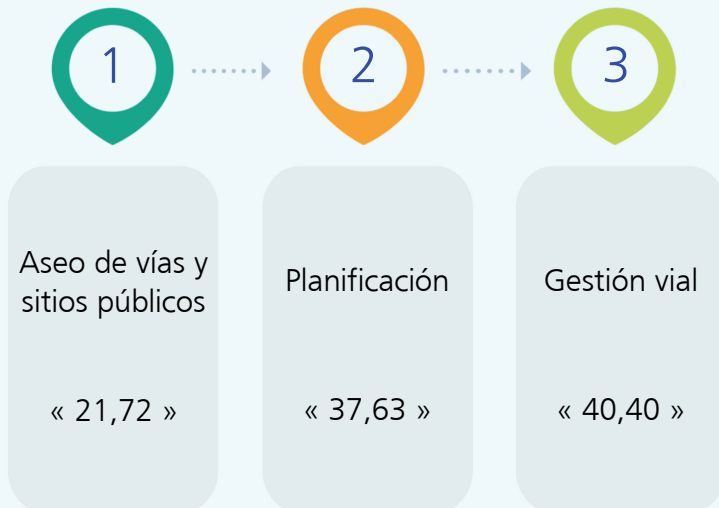 1
2
3
Aseo de vías y
sitios públicos
« 21,72 »
Planificación
« 37,63 »
Gestión vial
« 40,40 »